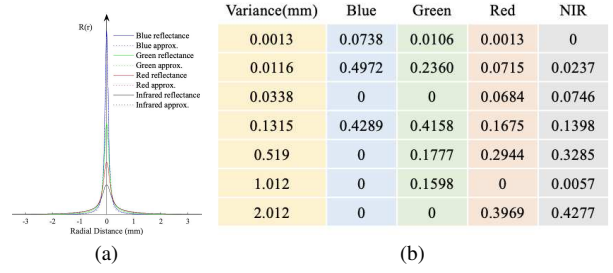 R(r)
Blue reflectance
Blue approx.
Green reflectance
Green approx.
Red reflectance
Red approx.
Infrared reflectance
Infrared approx.
-3 -2 -1 0 1 2 3
Radial Distance (mm)
(a)
Variance(mm) Blue Green Red NIR
0.0013 0.0738 0.0106 0.0013 0
0.0116 0.4972 0.2360 0.0715 0.0237
0.0338 0 0 0.0684 0.0746
0.1315 0.4289 0.4158 0.1675 0.1398
0.519 0 0.1777 0.2944 0.3285
1.012 0 0.1598 0 0.0057
2.012 0 0 0.3969 0.4277
(b)